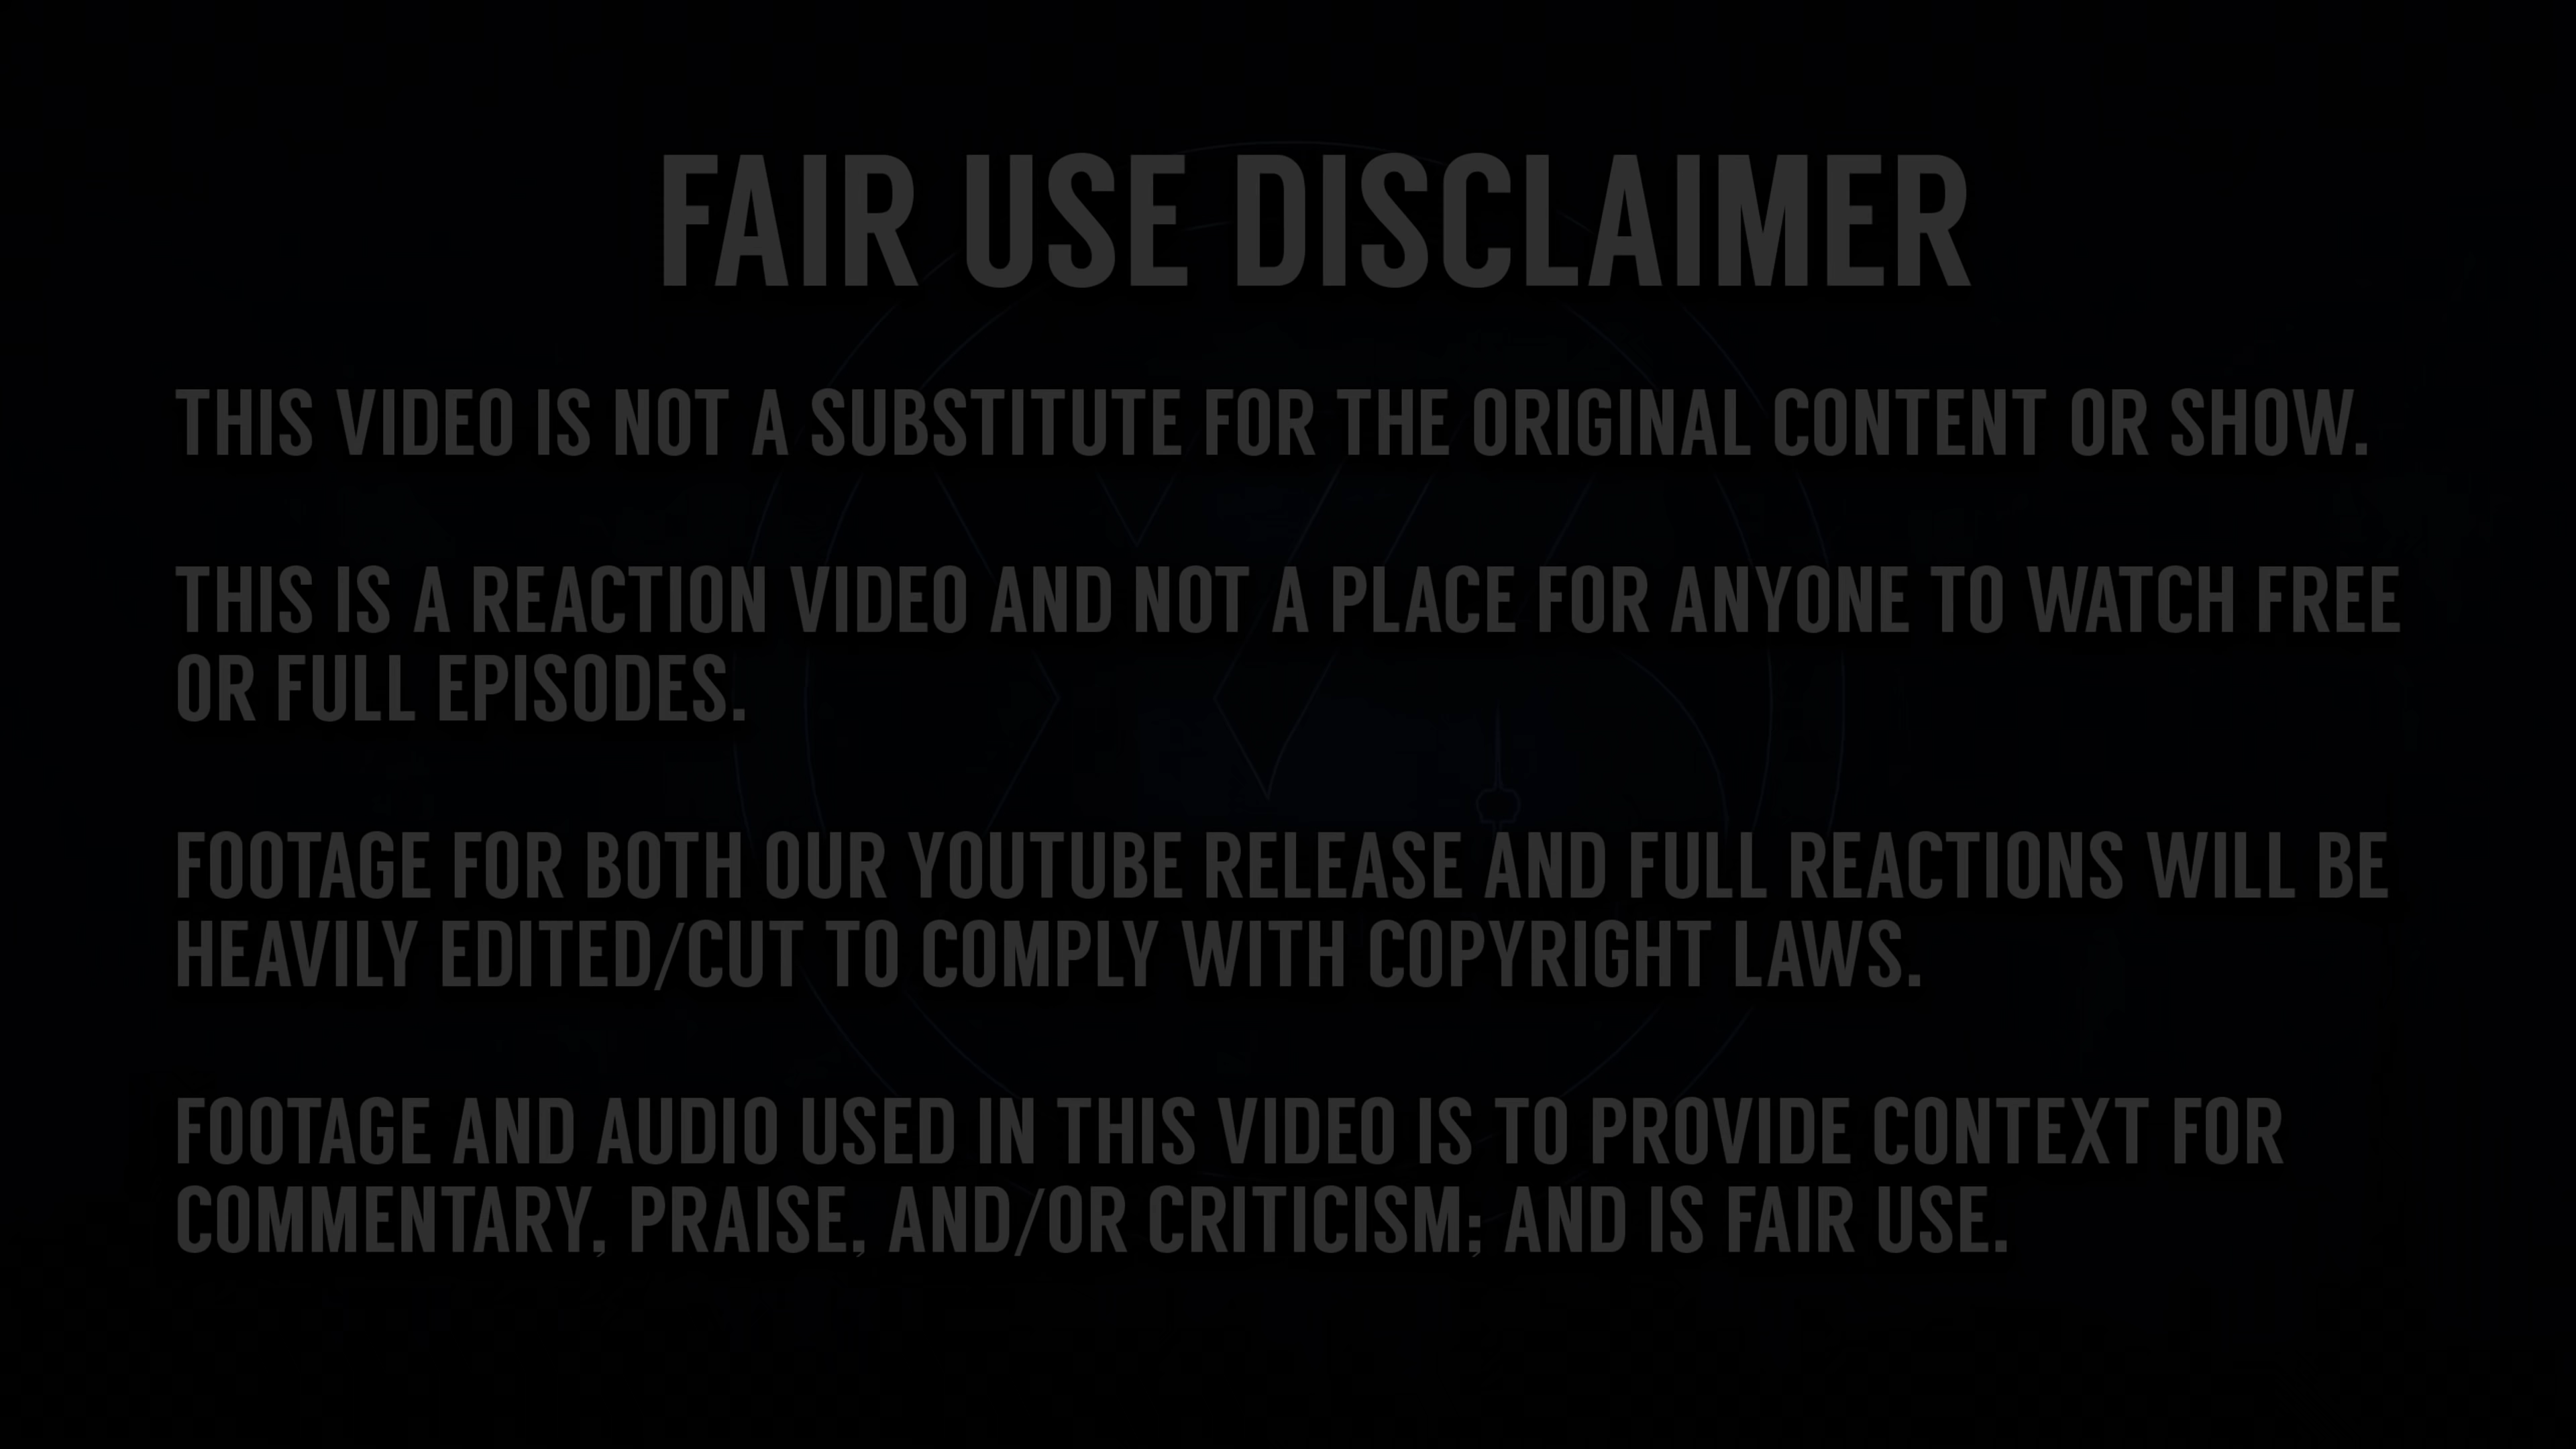 FAIR USE DISCLAIMER
THIS VIDEO IS NOT A SUBSTITUTE FOR THE ORIGINAL CONTENT OR SHOW.
THIS IS A REACTION VIDEO AND NOT A PLACE FOR ANYONE TO WATCH FREE
OR FULL EPISODES.
FOOTAGE FOR BOTH OUR YOUTUBE RELEASE AND FULL REACTIONS WILL BE
HEAVILY EDITED/CUT TO COMPLY WITH COPYRIGHT LAWS.
FOOTAGE AND AUDIO USED IN THIS VIDEO IS TO PROVIDE CONTEXT FOR
COMMENTARY, PRAISE, AND/OR CRITICISM; AND IS FAIR USE.